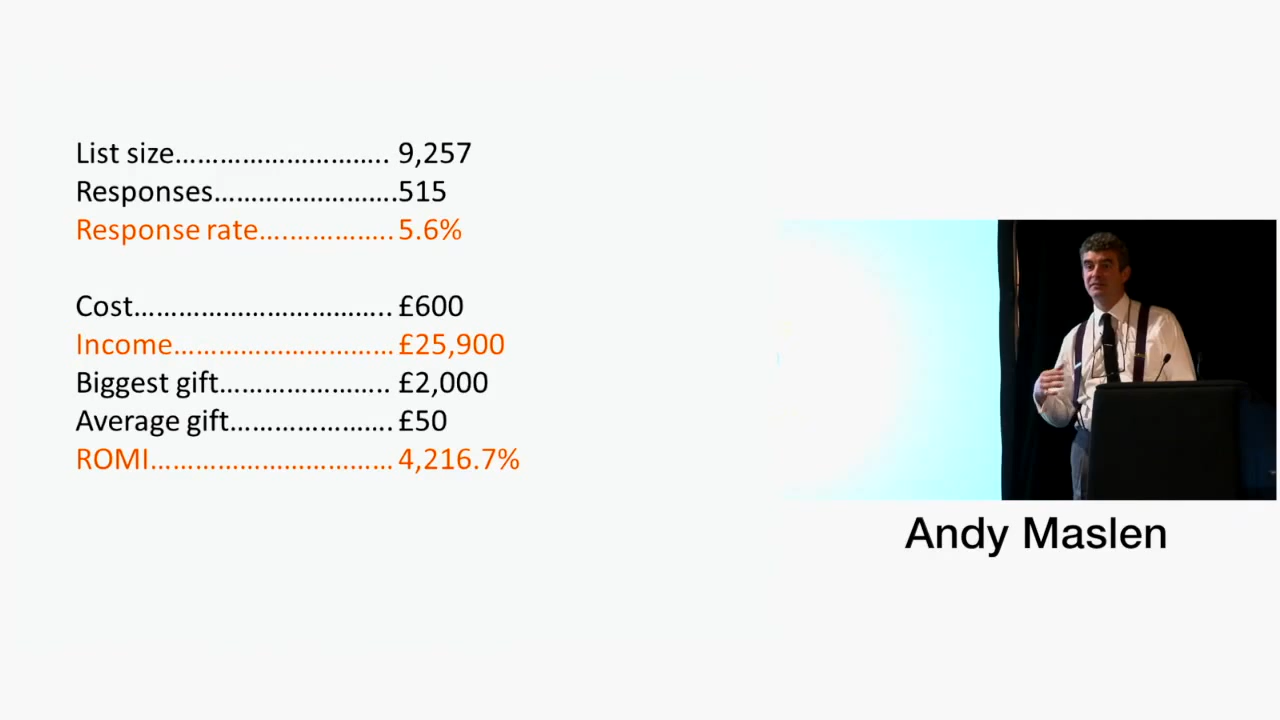 List size.............................. 9,257
Responses.........................515
Response rate................... 5.6%
Cost................................... £600
Income.............................. £25,900
Biggest gift....................... £2,000
Average gift...................... £50
ROMI................................. 4,216.7%
Andy Maslen